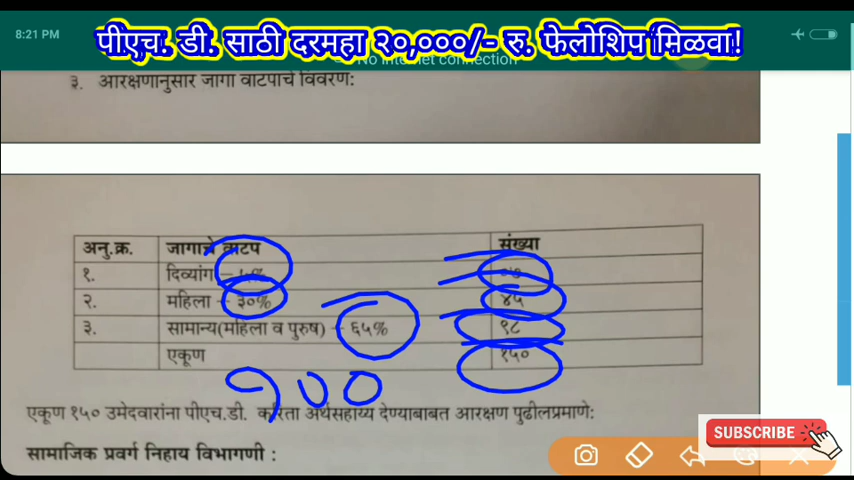 पीएच. डी. साठी दरमहा २०,०००/- रु. फेलोशिप मिळवा!
8:21 PM
No internet connection
३. आरक्षणानुसार जागा वाटपाचे विवरण:
अनु.क्र. जागाचे वाटप संख्या
१. दिव्यांग – ५%
२. महिला – ३०% ४५
३. सामान्य(महिला व पुरुष) – ६५% ९८
एकूण १५०
१००
एकूण १५० उमेदवारांना पीएच.डी. करिता अर्थसहाय्य देण्याबाबत आरक्षण पुढीलप्रमाणे:
सामाजिक प्रवर्ग निहाय विभागणी :
SUBSCRIBE